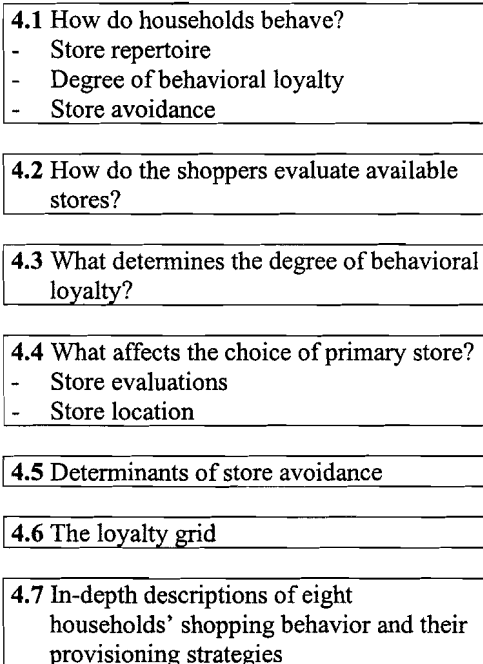 4.1 How do households behave?
- Store repertoire
- Degree of behavioral loyalty
- Store avoidance
4.2 How do the shoppers evaluate available
stores?
4.3 What determines the degree of behavioral
loyalty?
4.4 What affects the choice of primary store?
- Store evaluations
- Store location
4.5 Determinants of store avoidance
4.6 The loyalty grid
4.7 In-depth descriptions of eight
households’ shopping behavior and their
provisioning strategies